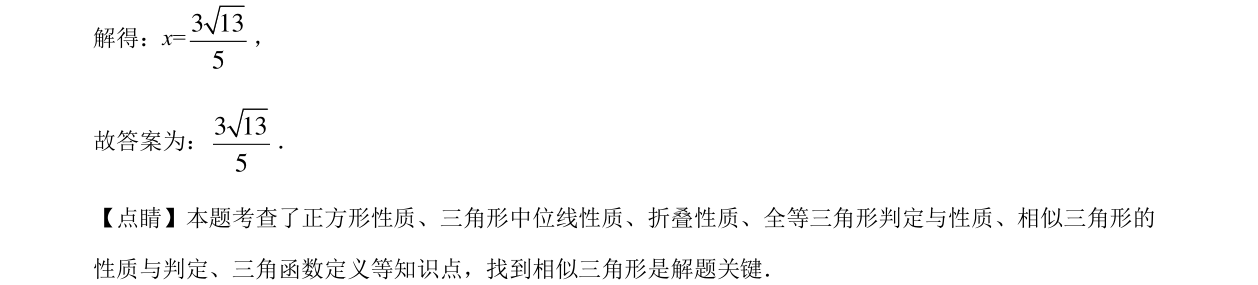 解得：x=3√13/5，
故答案为：3√13/5．
【点睛】本题考查了正方形性质、三角形中位线性质、折叠性质、全等三角形判定与性质、相似三角形的
性质与判定、三角函数定义等知识点，找到相似三角形是解题关键．